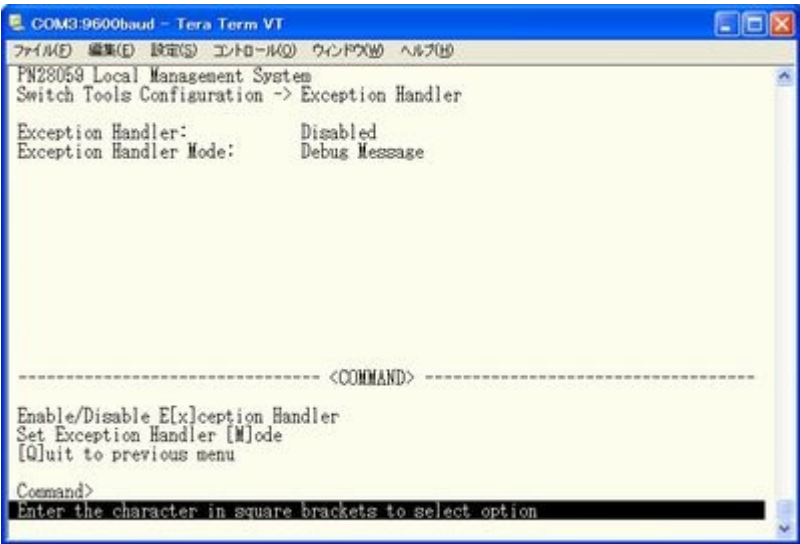 COM3:9600baud - Tera Term VT
ファイル(F) 編集(E) 設定(S) コントロール(O) ウィンドウ(W) ヘルプ(H)
PN28059 Local Management System
Switch Tools Configuration -> Exception Handler
Exception Handler: Disabled
Exception Handler Mode: Debug Message
-------------------------------- <COMMAND> -----------------------------------
Enable/Disable E[x]ception Handler
Set Exception Handler [M]ode
[Q]uit to previous menu
Command>
Enter the character in square brackets to select option